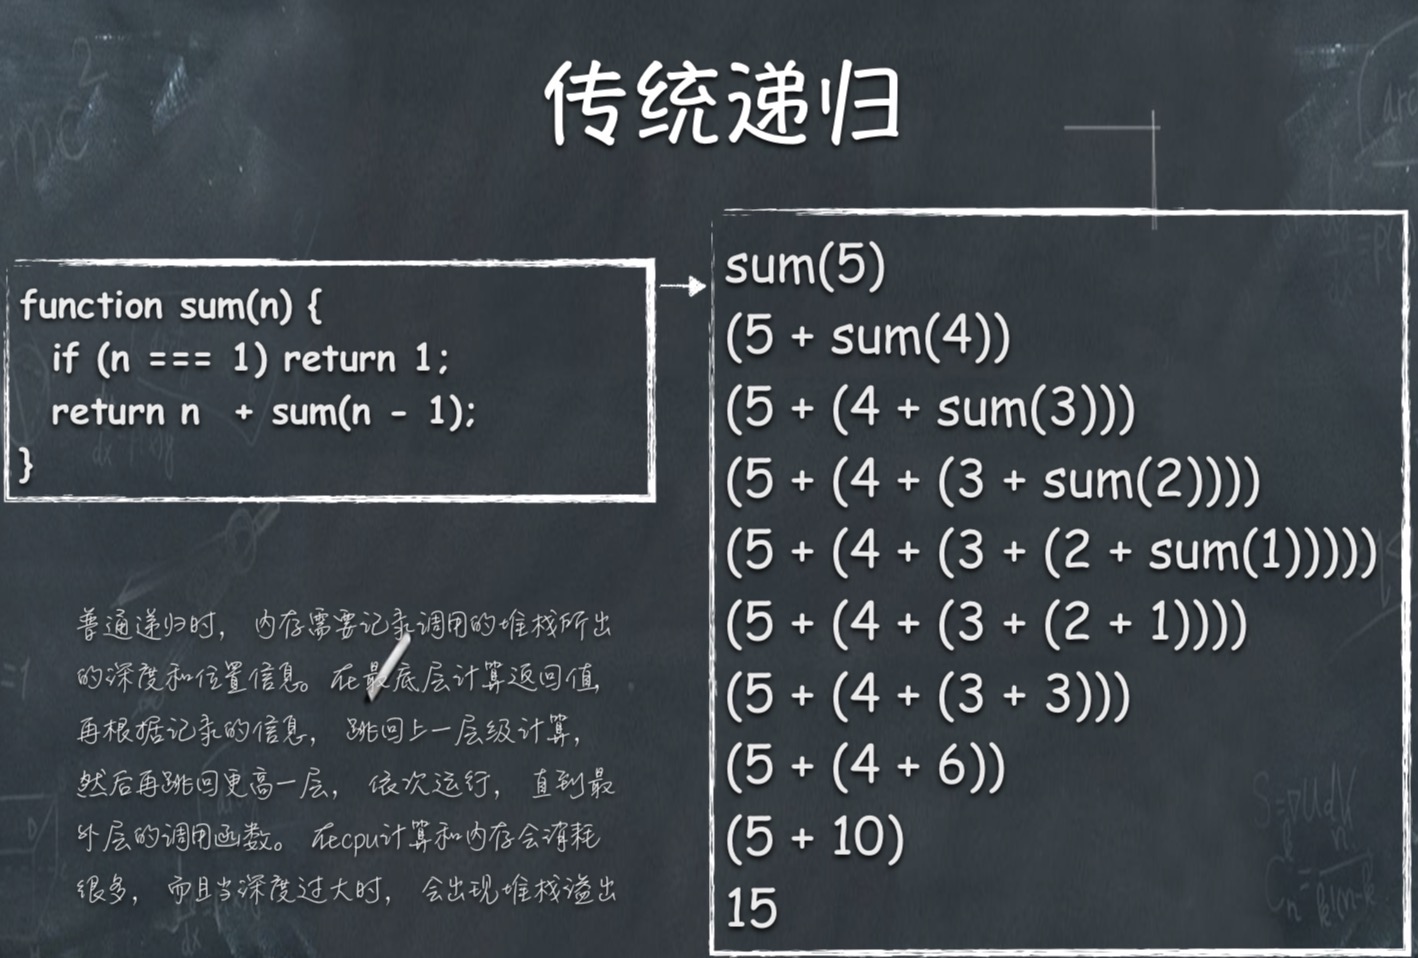 传统递归
function sum(n) {
if (n === 1) return 1;
return n + sum(n - 1);
}
普通递归时，内存需要记录调用的堆栈所出
的深度和位置信息。在最底层计算返回值，
再根据记录的信息，跳回上一层级计算，
然后再跳回更高一层，依次运行，直到最
外层的调用函数。在cpu计算和内存会消耗
很多，而且当深度过大时，会出现堆栈溢出
sum(5)
(5 + sum(4))
(5 + (4 + sum(3)))
(5 + (4 + (3 + sum(2))))
(5 + (4 + (3 + (2 + sum(1)))))
(5 + (4 + (3 + (2 + 1))))
(5 + (4 + (3 + 3)))
(5 + (4 + 6))
(5 + 10)
15